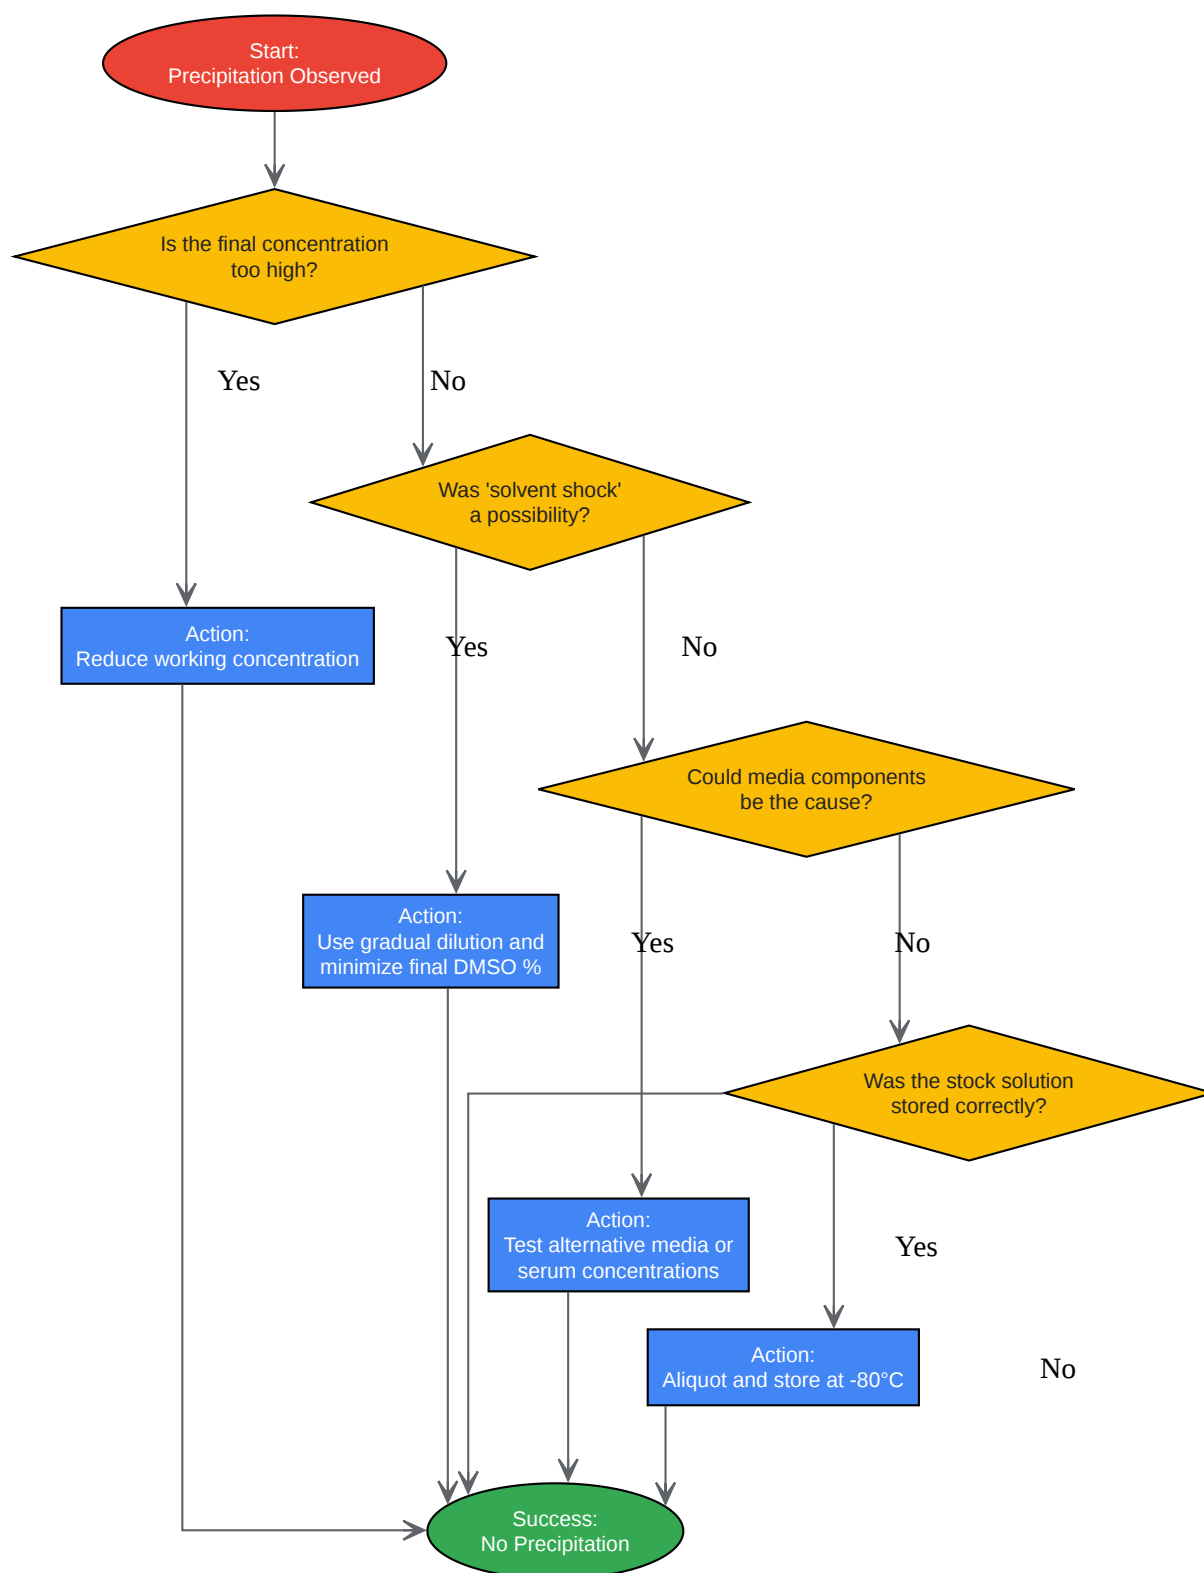 Start:
Precipitation Observed
Is the final concentration
too high?
Yes
No
Was 'solvent shock'
a possibility?
Action:
Reduce working concentration
Yes
No
Could media components
be the cause?
Action:
Use gradual dilution and
minimize final DMSO %
Yes
No
Was the stock solution
stored correctly?
Action:
Test alternative media or
serum concentrations
Yes
Action:
Aliquot and store at -80°C
No
Success:
No Precipitation